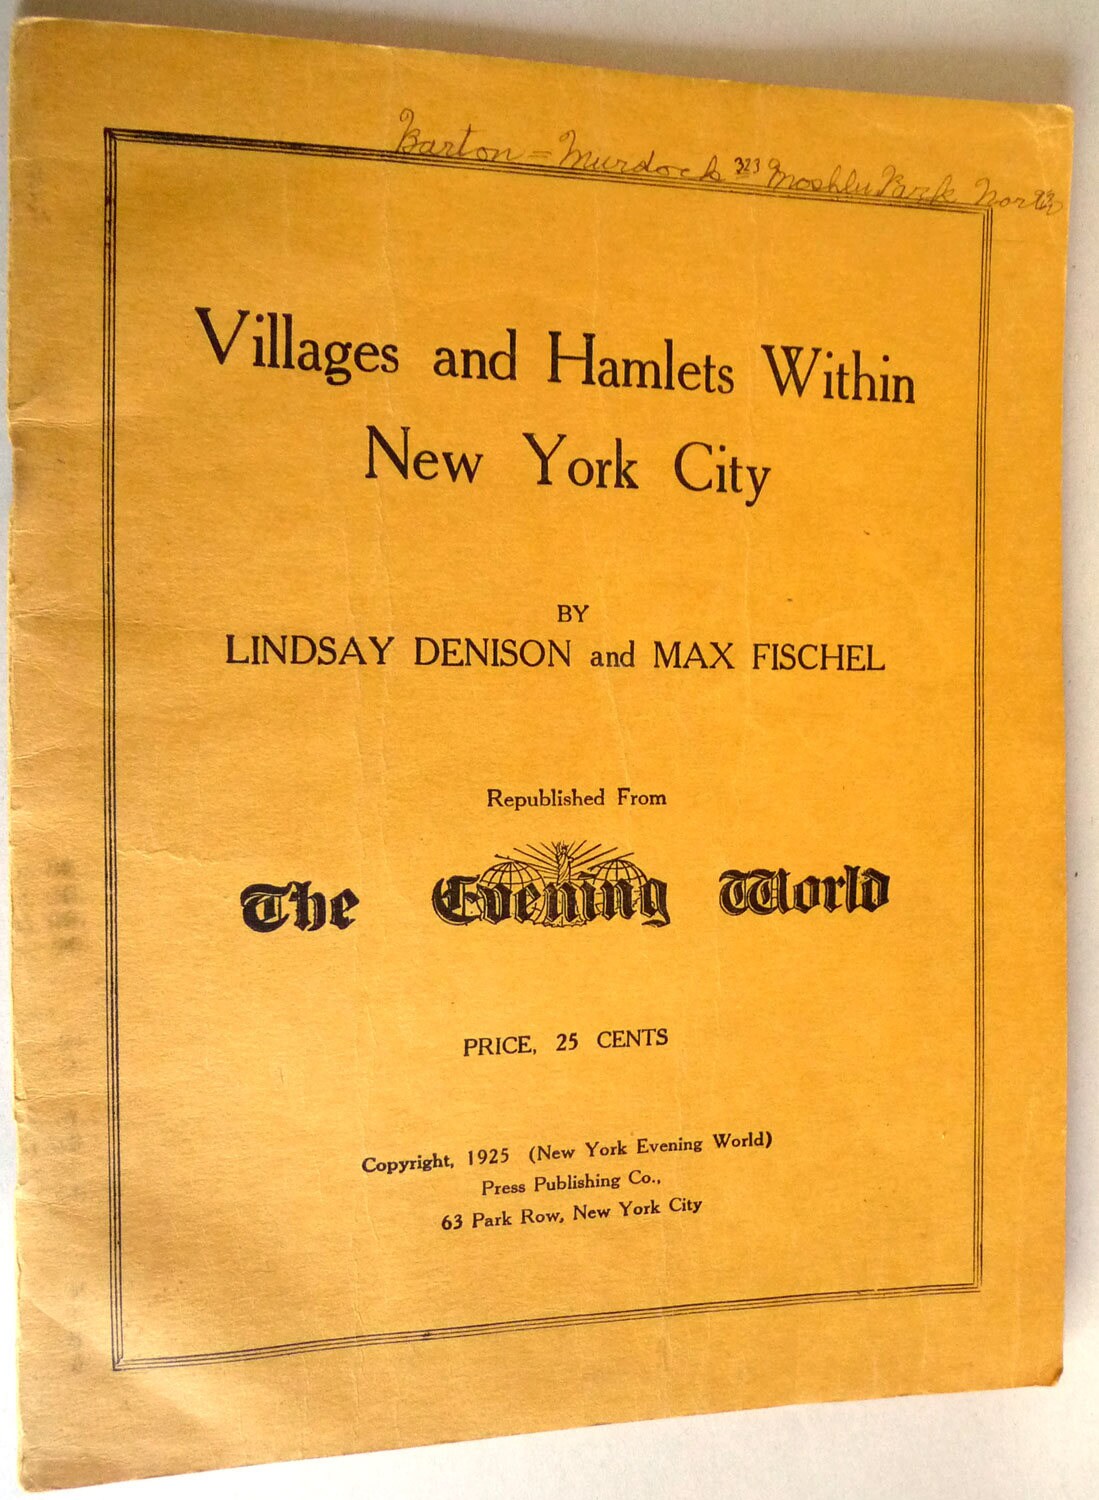 Barton = Murdock 323 Moshlu Park North
Villages and Hamlets Within
New York City
BY
LINDSAY DENISON and MAX FISCHEL
Republished From
The Evening World
PRICE, 25 CENTS
Copyright, 1925 (New York Evening World)
Press Publishing Co.,
63 Park Row, New York City